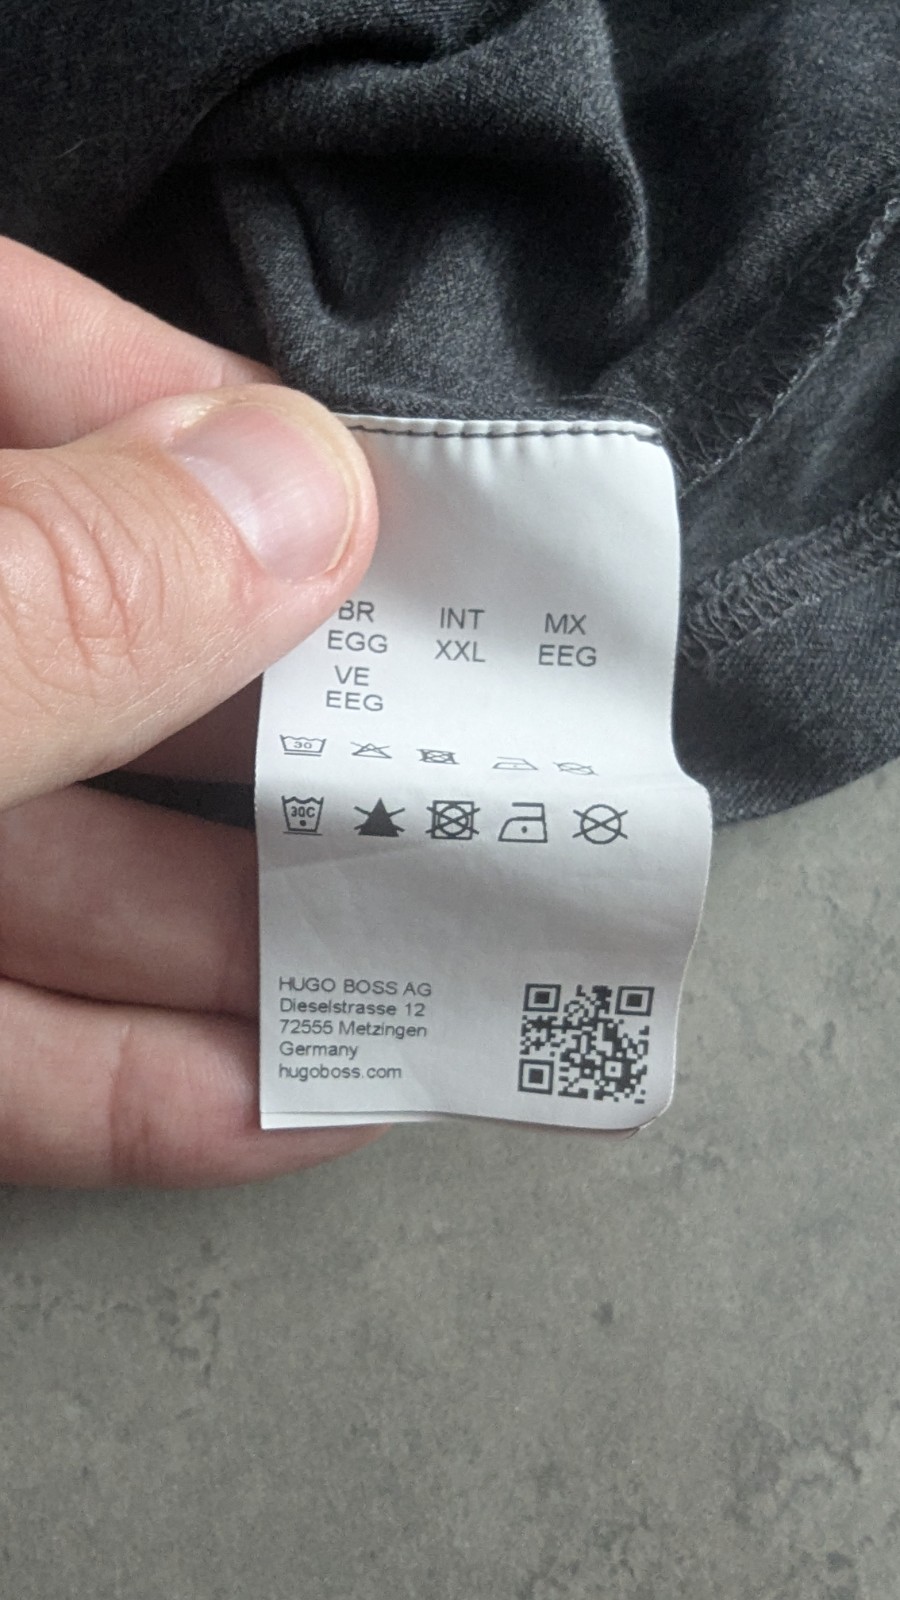 BR INT MX
EGG XXL EEG
VE
EEG
30
30C
HUGO BOSS AG
Dieselstrasse 12
72555 Metzingen
Germany
hugoboss.com